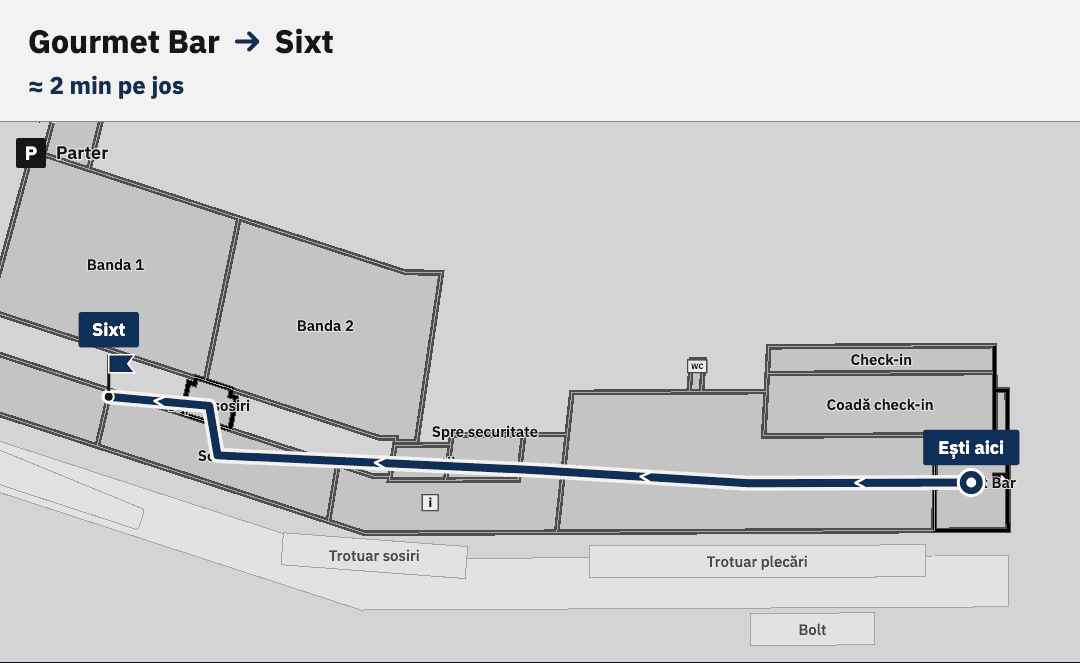 Gourmet Bar → Sixt
≈ 2 min pe jos
P Parter
Banda 1
Banda 2
Sixt
wc
Check-in
Coadă check-in
sosiri
Spre securitate
Ești aici
Bar
i
Trotuar sosiri
Trotuar plecări
Bolt